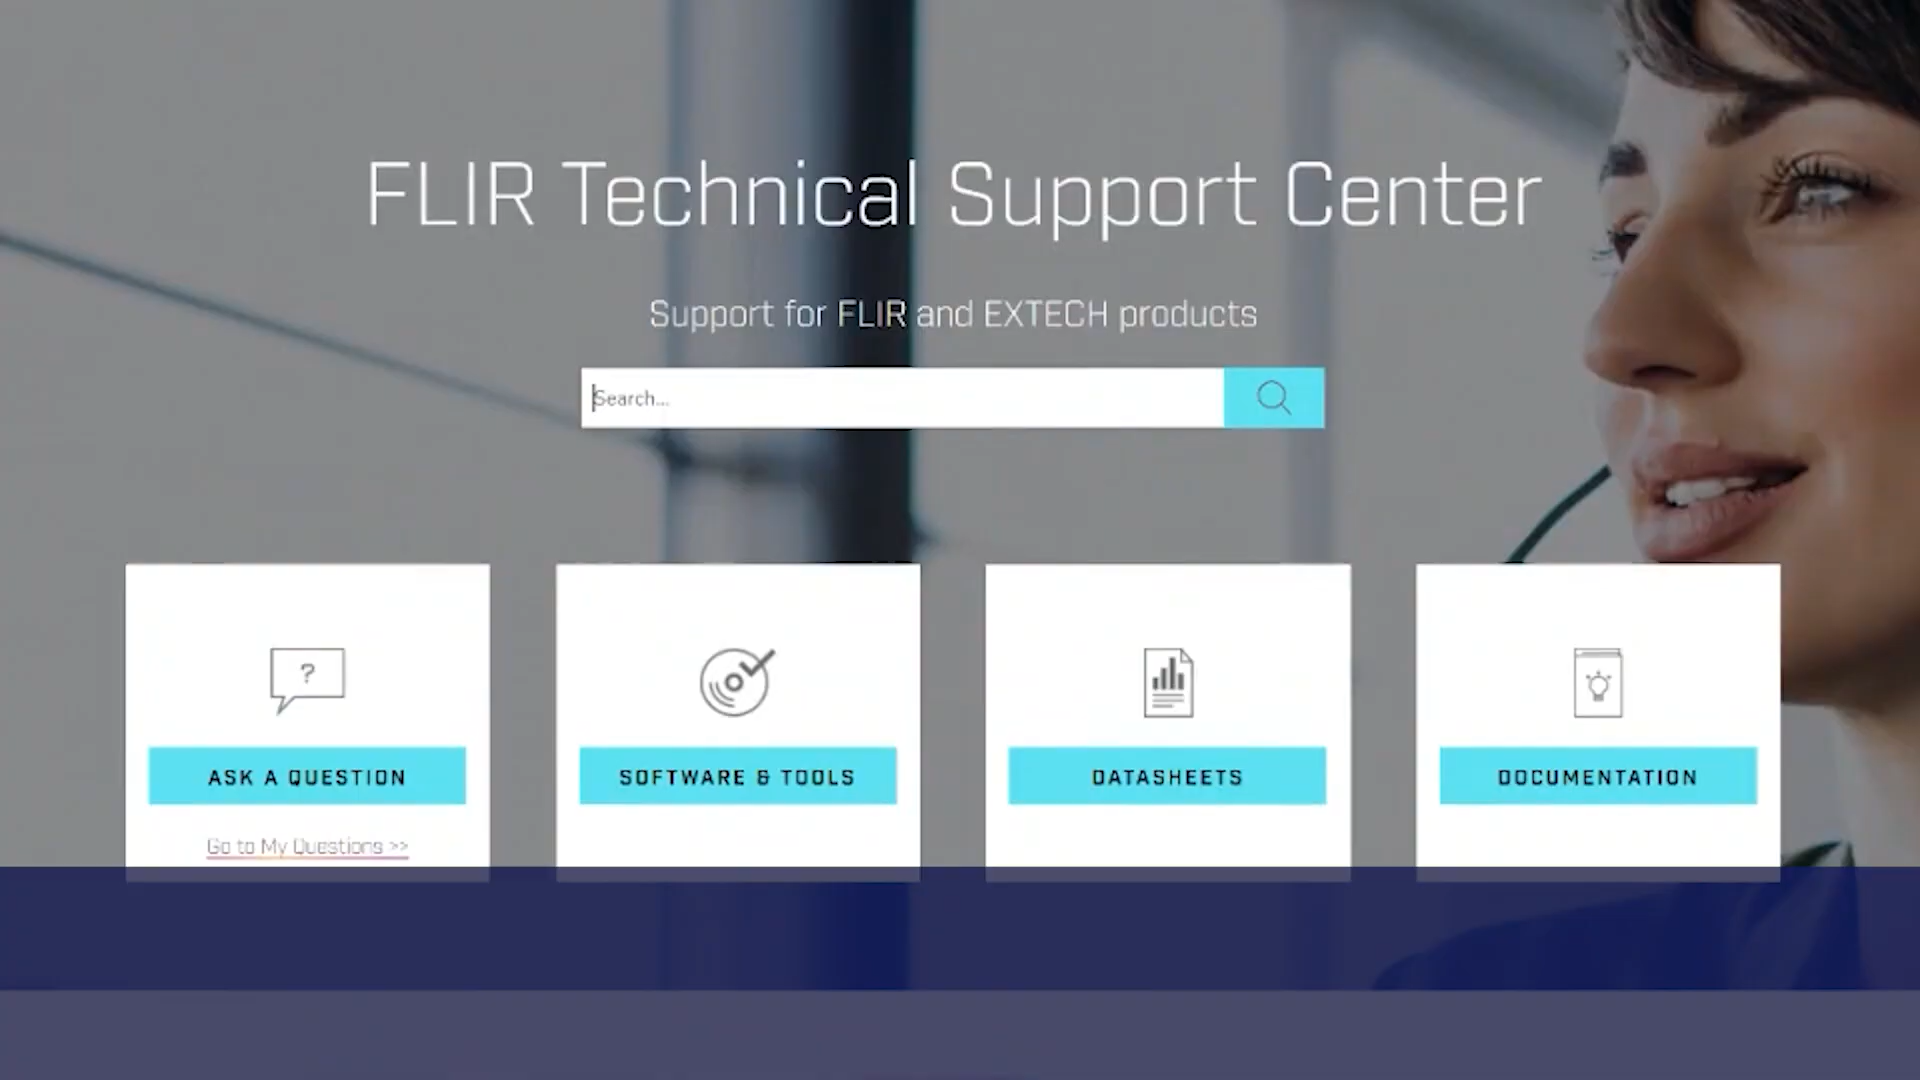 FLIR Technical Support Center
Support for FLIR and EXTECH products
Search...
?
ASK A QUESTION
SOFTWARE & TOOLS
DATASHEETS
DOCUMENTATION
Go to My Questions >>